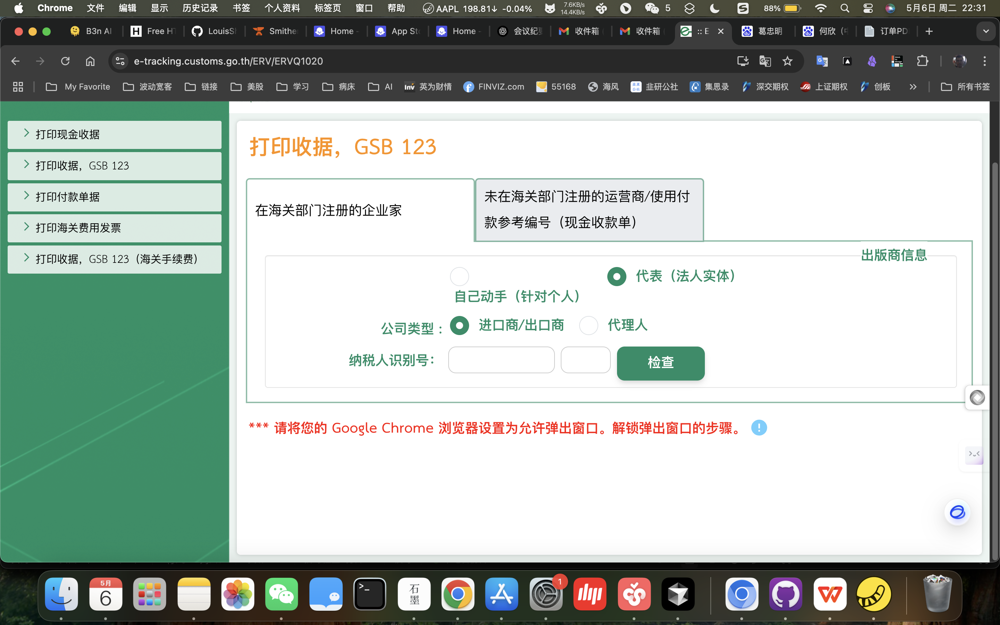 Chrome 文件 编辑 显示 历史记录 书签 个人资料 标签页 窗口 帮助 AAPL 198.81↓ -0.04% 7.6KB/s 14.4KB/s 5 88% 5月6日 周二 22:31
B3n AI Free HT LouisS Smithe Home - App Sto Home - 会议纪要 收件箱 收件箱 :: E 葛忠明 何欣 订单PD
e-tracking.customs.go.th/ERV/ERVQ1020
My Favorite 波动宽客 链接 美股 学习 病床 AI Inv 英为财情 FINVIZ.com 55168 海风 韭菜公社 韭研公社 集思录 深交期权 上证期权 创板 » 所有书签
打印现金收据
打印收据，GSB 123
打印付款单据
打印海关费用发票
打印收据，GSB 123（海关手续费）
打印收据，GSB 123
在海关部门注册的企业家
未在海关部门注册的运营商/使用付
款参考编号（现金收款单）
出版商信息
代表（法人实体）
自己动手（针对个人）
公司类型： 进口商/出口商 代理人
纳税人识别号： 检查
*** 请将您的 Google Chrome 浏览器设置为允许弹出窗口。解锁弹出窗口的步骤。 !
5月
6
石墨
1